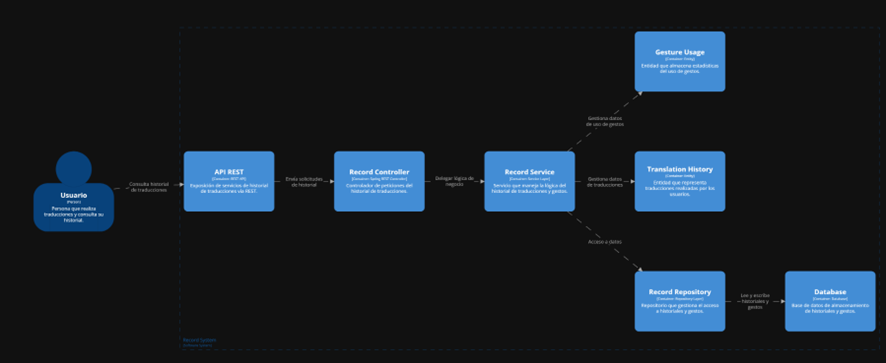 Gesture Usage
[Container: Entity]
Entidad que almacena estadísticas
del uso de gestos.
Gestiona datos
de uso de gestos
Usuario
[Person]
Persona que realiza
traducciones y consulta su
historial.
Consulta historial
de traducciones
API REST
[Container: REST API]
Exposición de servicios de historial
de traducciones vía REST.
Envía solicitudes
de historial
Record Controller
[Container: Spring REST Controller]
Controlador de peticiones del
historial de traducciones.
Delegar lógica de
negocio
Record Service
[Container: Service Layer]
Servicio que maneja la lógica del
historial de traducciones y gestos.
Gestiona datos
de traducciones
Translation History
[Container: Entity]
Entidad que representa
traducciones realizadas por los
usuarios.
Acceso a datos
Record Repository
[Container: Repository Layer]
Repositorio que gestiona el acceso
a historiales y gestos.
Lee y escribe
historiales y
gestos
Database
[Container: Database]
Base de datos de almacenamiento
de historiales y gestos.
Record System